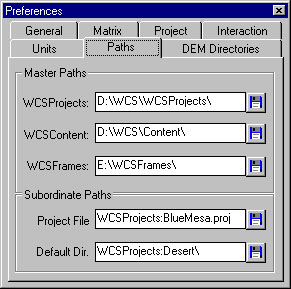 Preferences
General Matrix Project Interaction
Units Paths DEM Directories
Master Paths
WCSProjects: D:\WCS\WCSProjects\
WCSContent: D:\WCS\Content\
WCSFrames: E:\WCSFrames\
Subordinate Paths
Project File WCSProjects:BlueMesa.proj
Default Dir. WCSProjects:Desert\